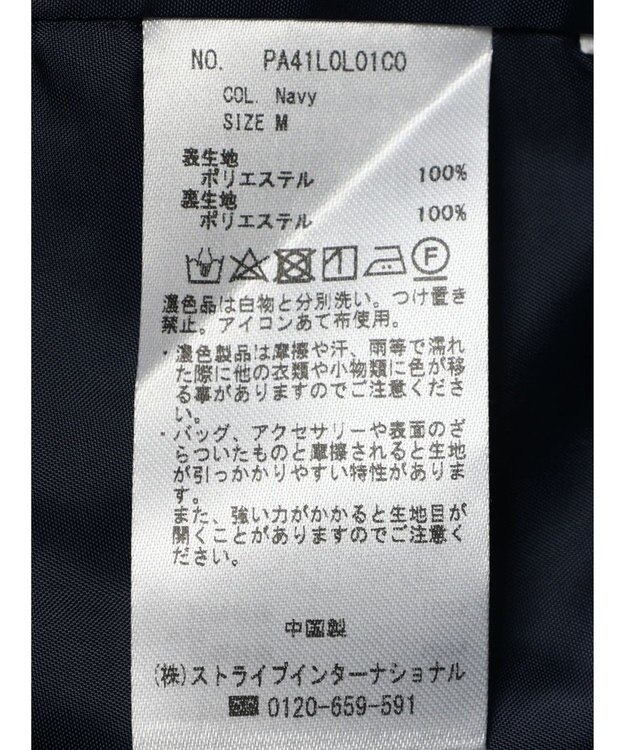 NO. PA41L0L01C0
COL. Navy
SIZE M
表生地
ポリエステル 100%
裏生地
ポリエステル 100%
F
濃色品は白物と分別洗い。つけ置き
禁止。アイロンあて布使用。
・濃色製品は摩擦や汗、雨等で濡れ
た際に他の衣類や小物類に色が移
る事がありますのでご注意くださ
い。
・バッグ、アクセサリーや表面のざ
らついたものと摩擦されると生地
が引っかかりやすい特性がありま
す。
また、強い力がかかると生地目が
開くことがありますのでご注意く
ださい。
中国製
(株)ストライプインターナショナル
0120-659-591